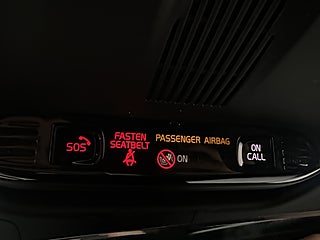 SOS
FASTEN
SEATBELT
PASSENGER AIRBAG
ON
ON
CALL